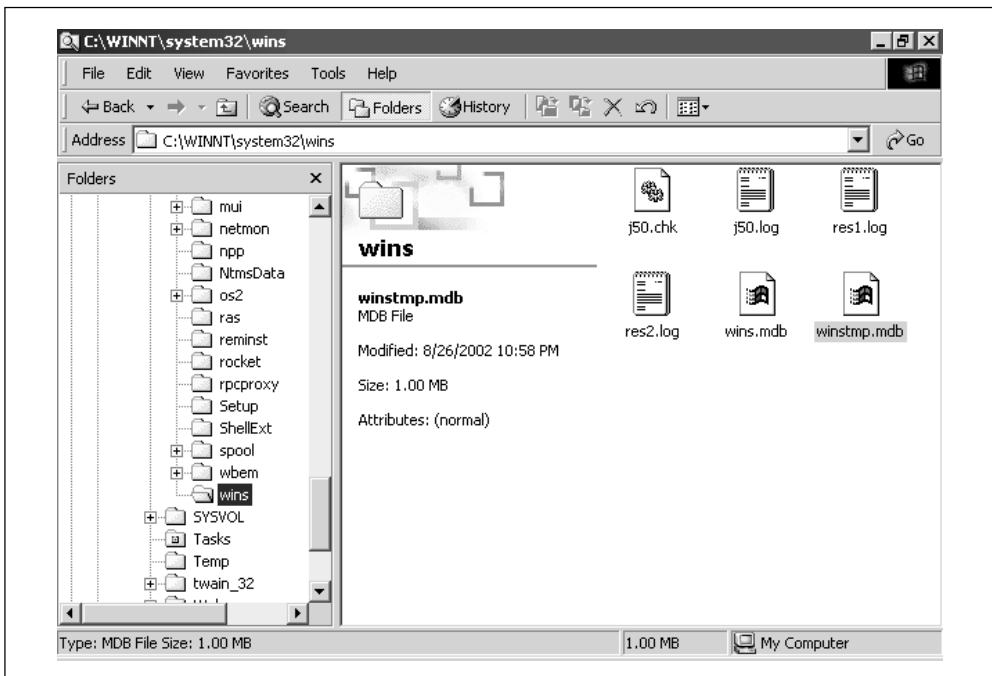 C:\WINNT\system32\wins
File Edit View Favorites Tools Help
Back Search Folders History
Address C:\WINNT\system32\wins Go
Folders
mui
netmon
npp
NtmsData
os2
ras
reminst
rocket
rpcproxy
Setup
ShellExt
spool
wbem
wins
SYSVOL
Tasks
Temp
twain_32
wins
winstmp.mdb
MDB File
Modified: 8/26/2002 10:58 PM
Size: 1.00 MB
Attributes: (normal)
j50.chk j50.log res1.log
res2.log wins.mdb winstmp.mdb
Type: MDB File Size: 1.00 MB 1.00 MB My Computer